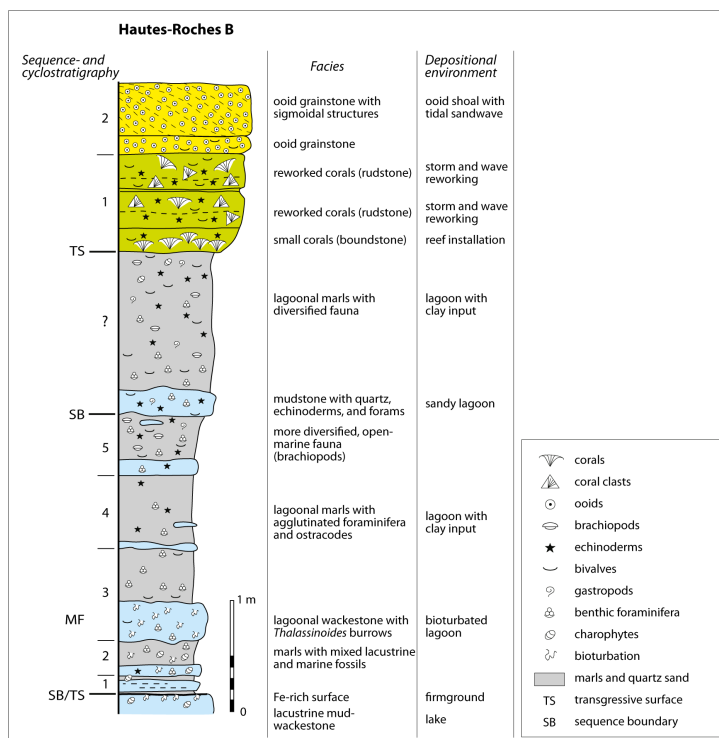 Hautes-Roches B
Sequence- and
cyclostratigraphy
Facies
Depositional
environment
2
ooid grainstone with
sigmoidal structures
ooid shoal with
tidal sandwave
ooid grainstone
reworked corals (rudstone)
storm and wave
reworking
1
reworked corals (rudstone)
storm and wave
reworking
small corals (boundstone)
reef installation
TS
lagoonal marls with
diversified fauna
lagoon with
clay input
?
mudstone with quartz,
echinoderms, and forams
sandy lagoon
SB
more diversified, open-
marine fauna
(brachiopods)
5
4
lagoonal marls with
agglutinated foraminifera
and ostracodes
lagoon with
clay input
3
1 m
MF
lagoonal wackestone with
Thalassinoides burrows
bioturbated
lagoon
2
marls with mixed lacustrine
and marine fossils
1
SB/TS
Fe-rich surface
firmground
0
lacustrine mud-
wackestone
lake
corals
coral clasts
ooids
brachiopods
echinoderms
bivalves
gastropods
benthic foraminifera
charophytes
bioturbation
marls and quartz sand
TS transgressive surface
SB sequence boundary